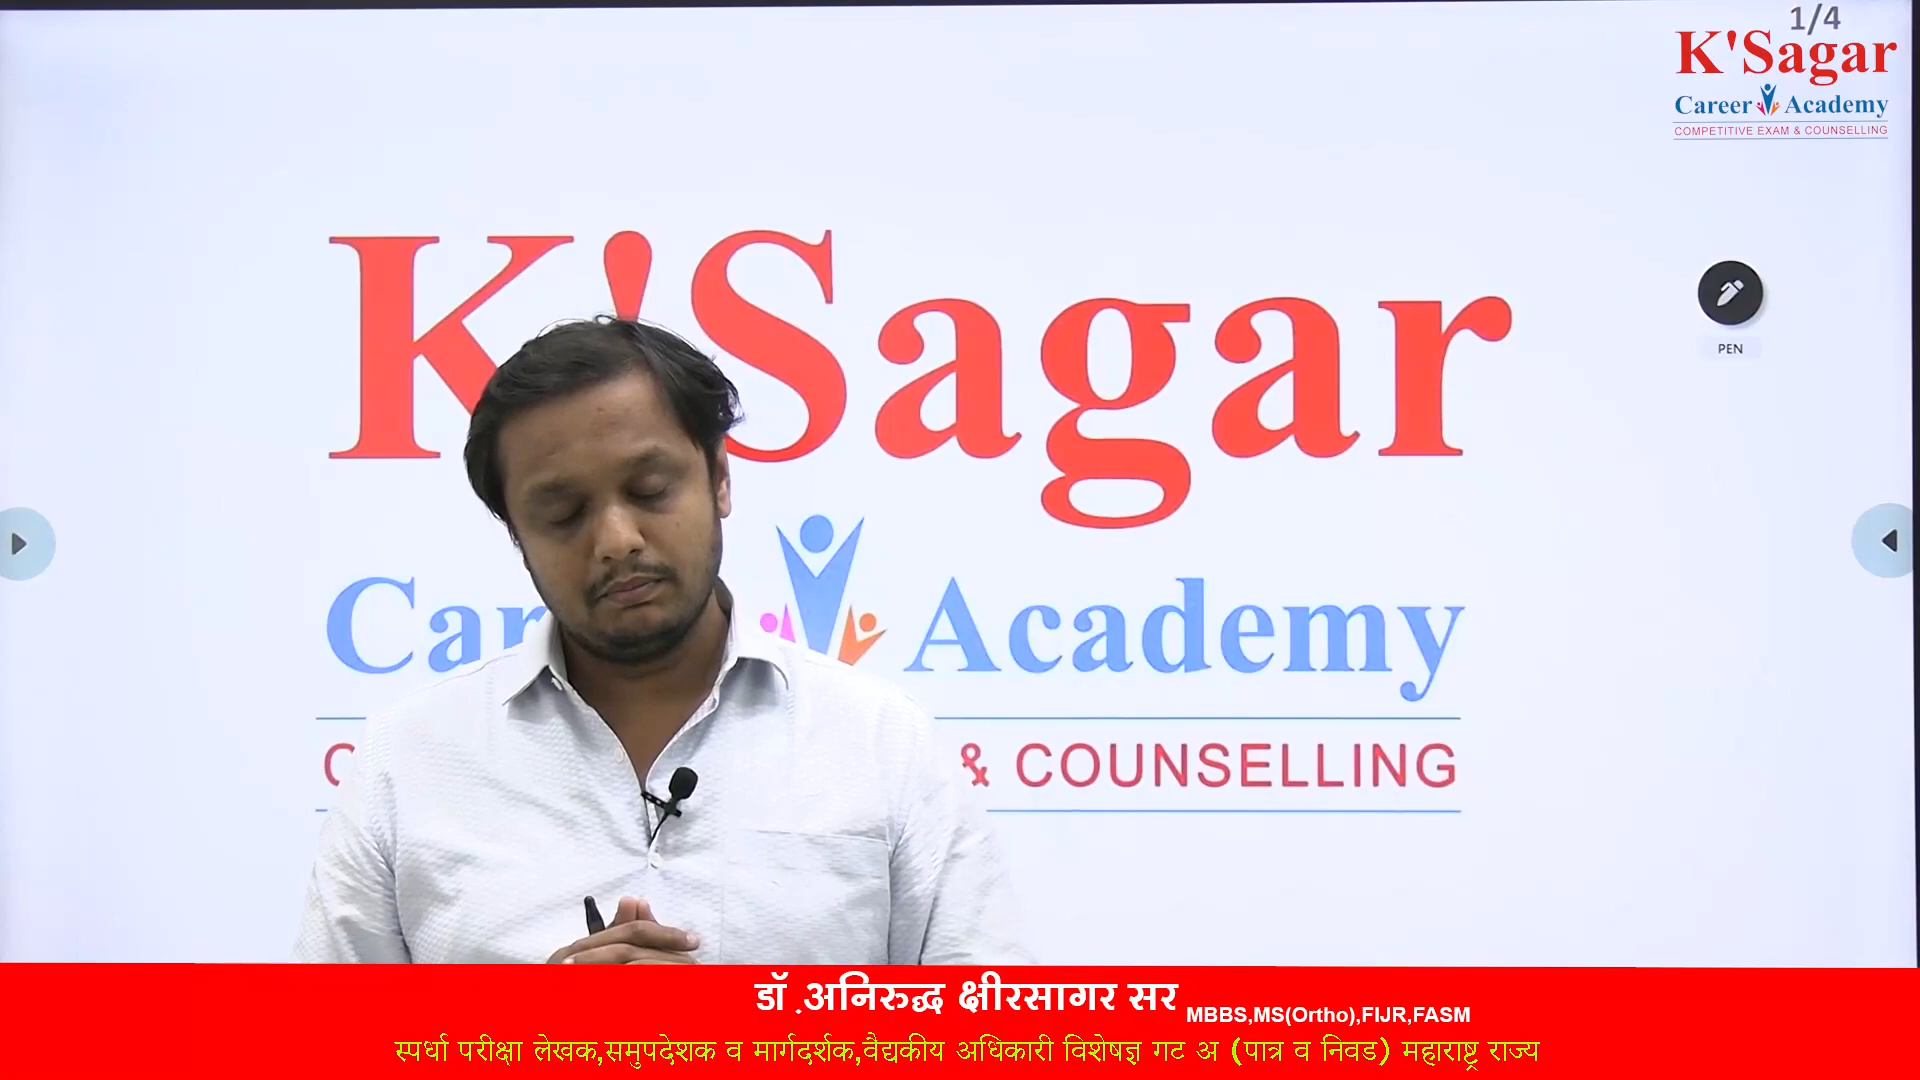 1/4
K'Sagar
Career Academy
COMPETITIVE EXAM & COUNSELLING
K'Sagar
PEN
Academy
& COUNSELLING
डॉ.अनिरुद्ध क्षीरसागर सर MBBS,MS(Ortho),FIJR,FASM
स्पर्धा परीक्षा लेखक,समुपदेशक व मार्गदर्शक,वैद्यकीय अधिकारी विशेषज्ञ गट अ (पात्र व निवड) महाराष्ट्र राज्य